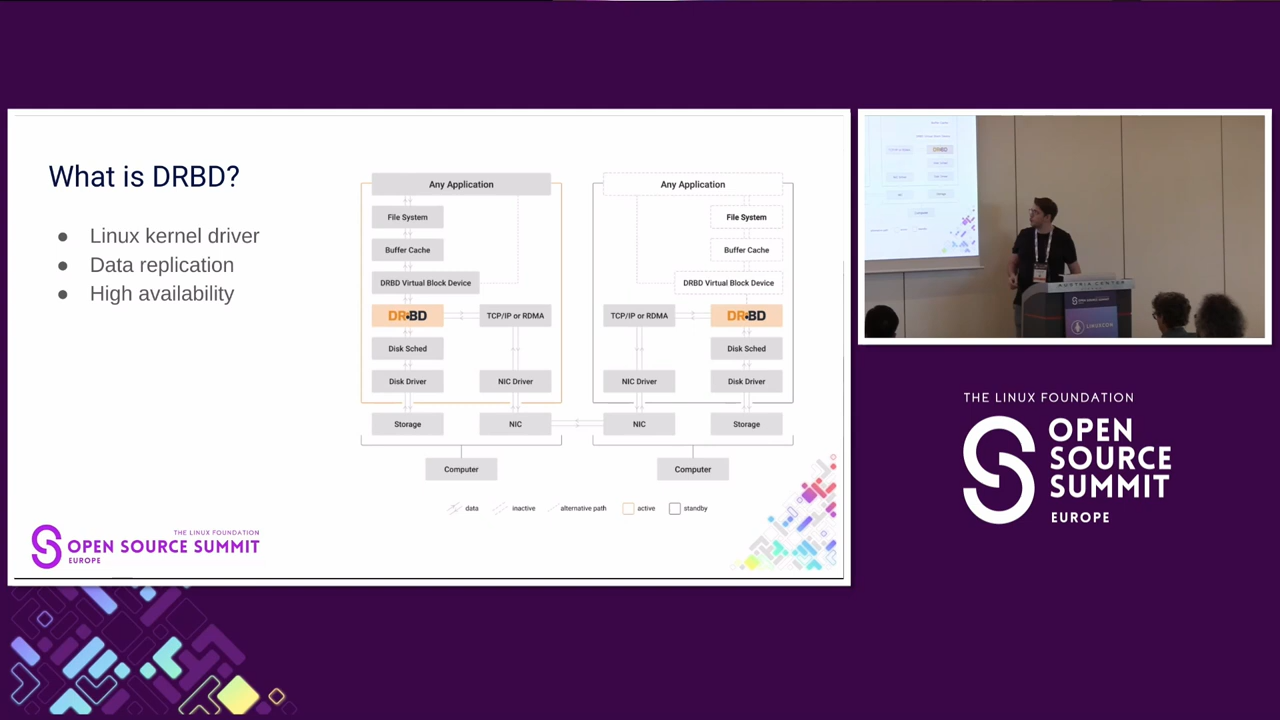 What is DRBD?
● Linux kernel driver
● Data replication
● High availability
Any Application
File System
Buffer Cache
DRBD Virtual Block Device
DRBD
TCP/IP or RDMA
Disk Sched
Disk Driver
NIC Driver
Storage
NIC
Computer
Any Application
File System
Buffer Cache
DRBD Virtual Block Device
TCP/IP or RDMA
DRBD
Disk Sched
NIC Driver
Disk Driver
NIC
Storage
Computer
data
inactive
alternative path
active
standby
THE LINUX FOUNDATION
OPEN SOURCE SUMMIT
EUROPE
DRBD
AUSTRIA CENTER
LINUXCON
THE LINUX FOUNDATION
OPEN
SOURCE
SUMMIT
EUROPE